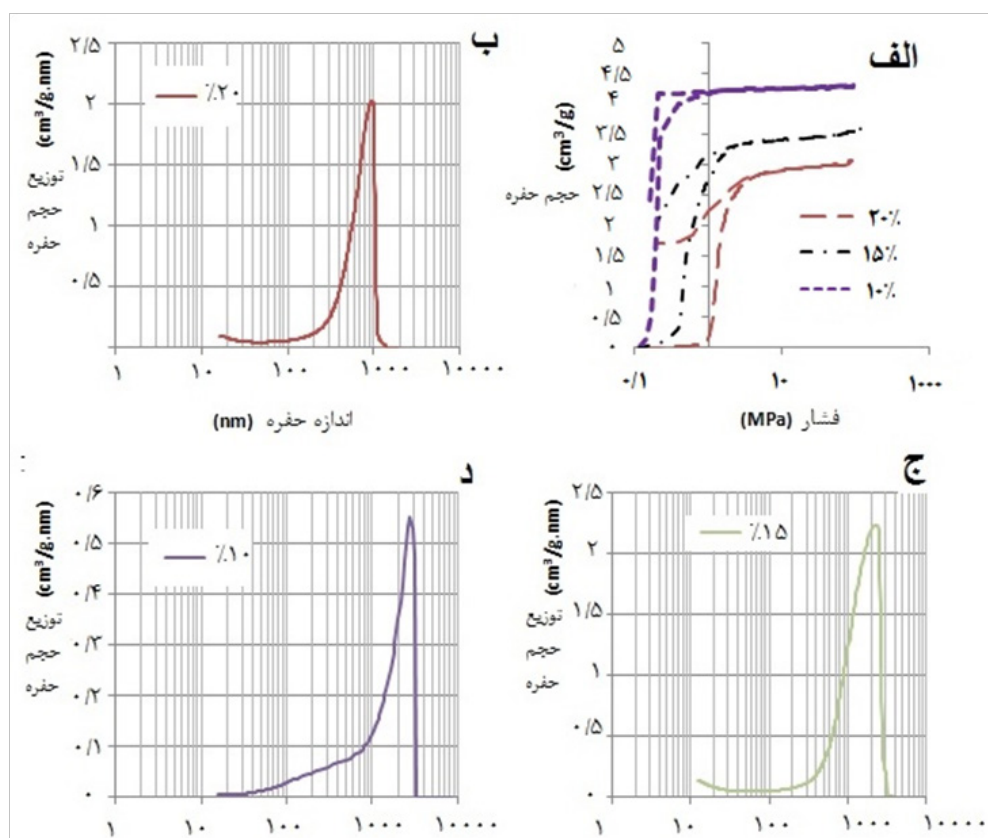 الف
(cm³/g)
حجم حفره
۵
۴/۵
۴
۳/۵
۳
۲/۵
۲
۱/۵
۱
۰/۵
۰
۰/۱
۱۰
۱۰۰۰
۲۰%
۱۵%
۱۰%
فشار (MPa)
ب
(cm³/g.nm)
توزیع
حجم
حفره
۲/۵
۲
۱/۵
۱
۰/۵
٪۲۰
۱
۱۰
۱۰۰
۱۰۰۰
۱۰۰۰۰
اندازه حفره (nm)
ج
(cm³/g.nm)
توزیع
حجم
حفره
۲/۵
۲
۱/۵
۱
۰/۵
۰
٪۱۵
۱
۱۰
۱۰۰
۱۰۰۰
۱۰۰۰۰
د
(cm³/g.nm)
توزیع
حجم
حفره
۰/۶
۰/۵
۰/۴
۰/۳
۰/۲
۰/۱
۰
٪۱۰
۱
۱۰
۱۰۰
۱۰۰۰
۱۰۰۰۰